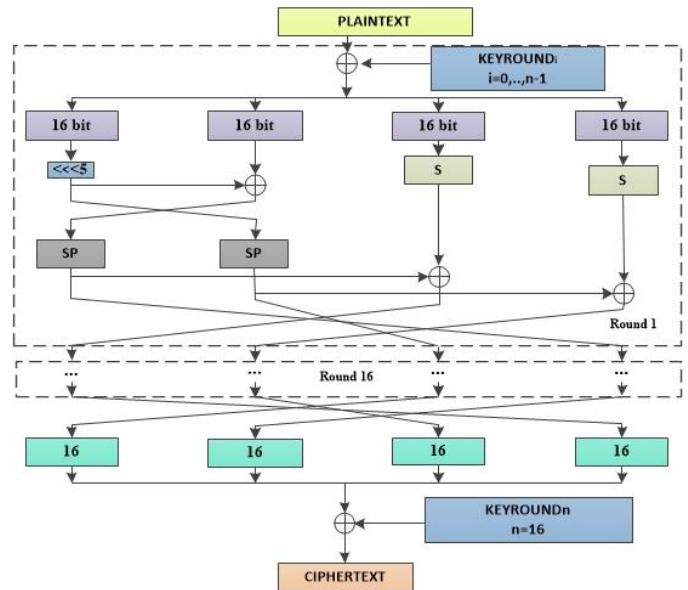 PLAINTEXT
KEYROUNDi
i=0,..,n-1
16 bit
16 bit
16 bit
16 bit
<<<5
S
S
SP
SP
Round 1
...
...
...
...
Round 16
16
16
16
16
KEYROUNDn
n=16
CIPHERTEXT